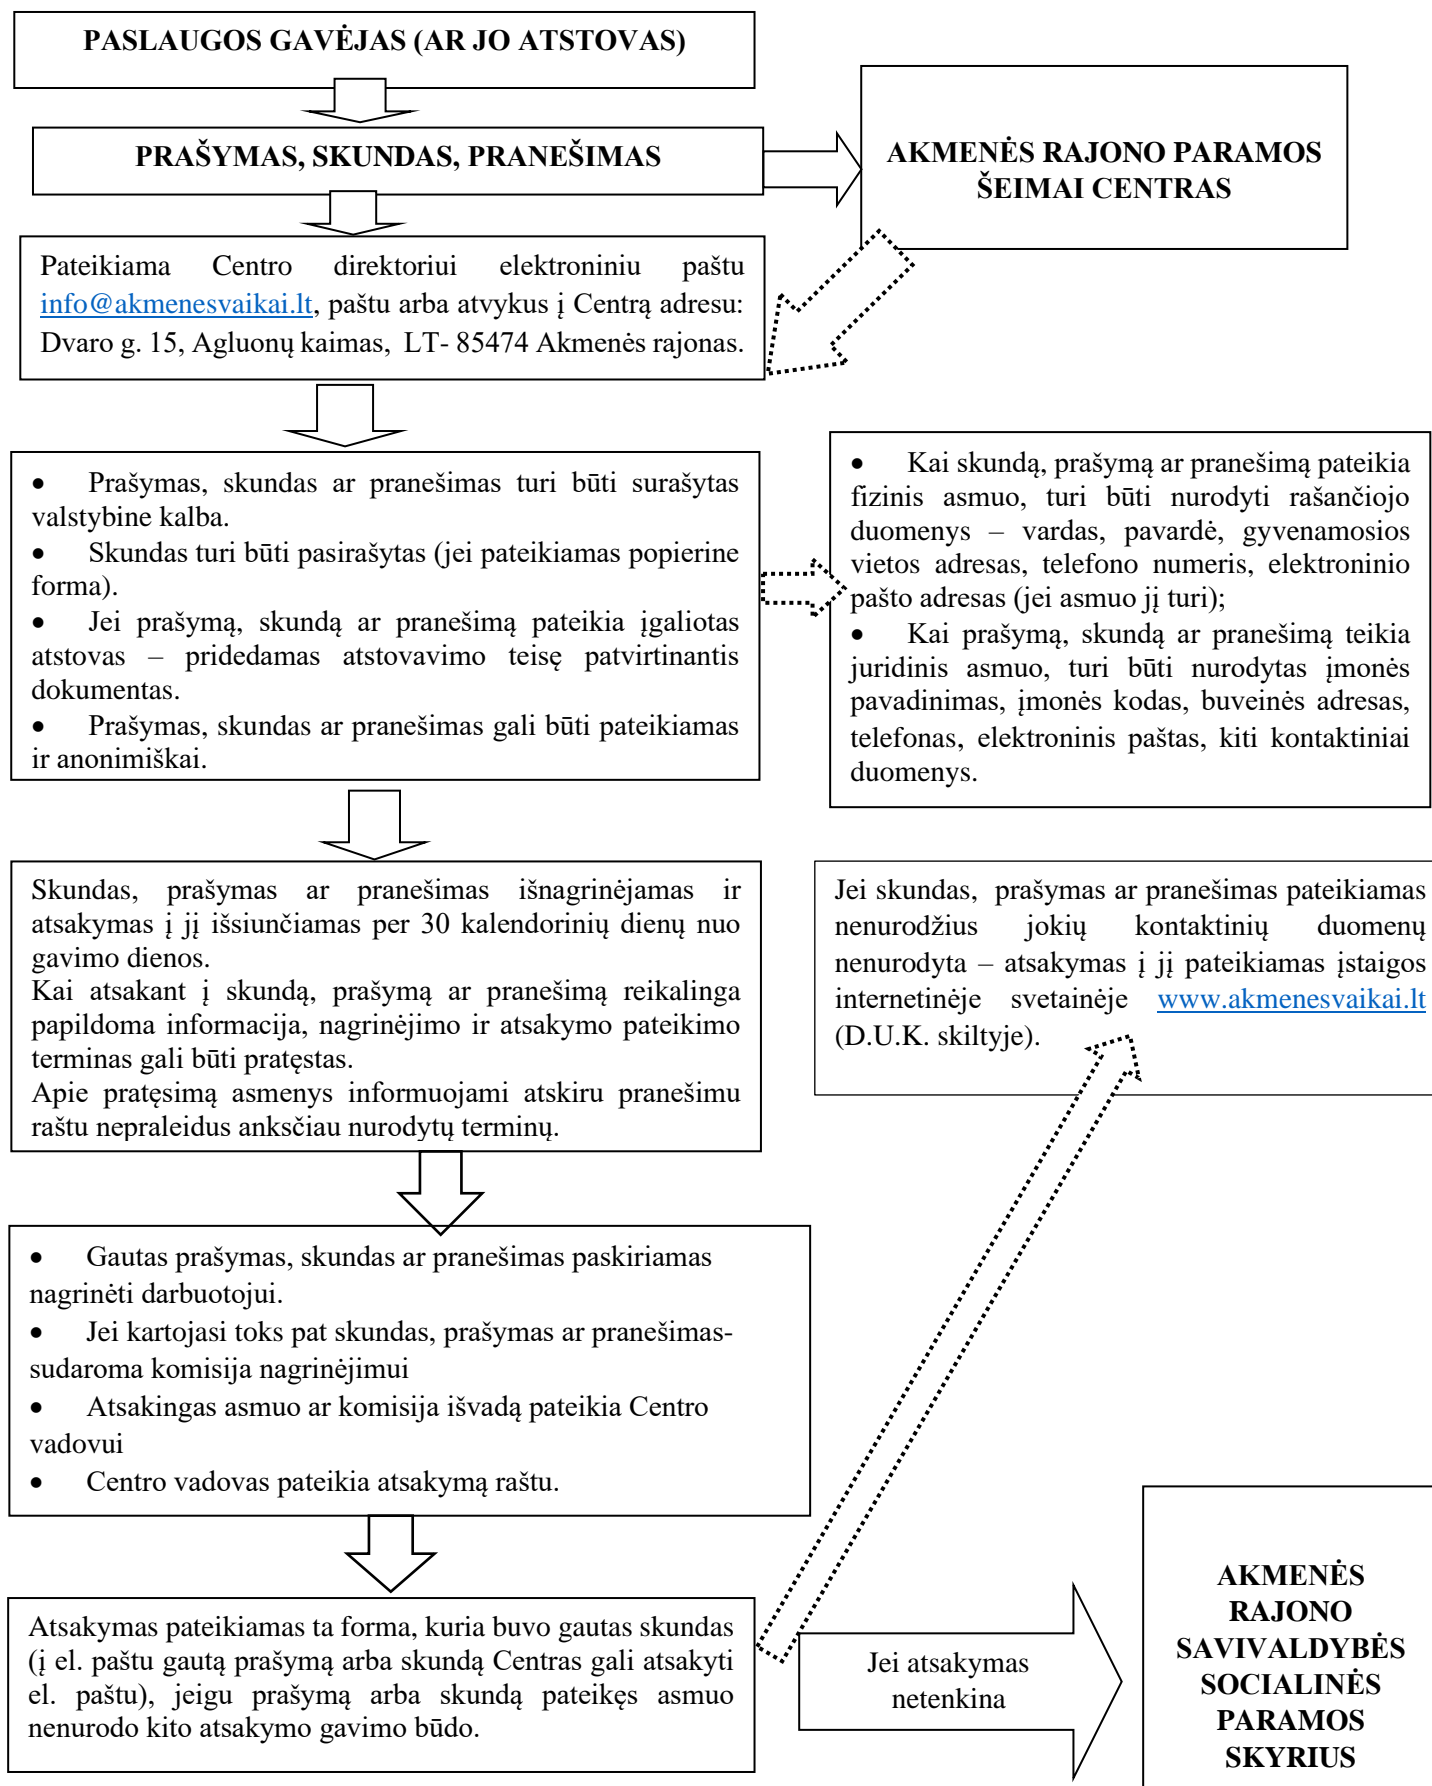 PASLAUGOS GAVĖJAS (AR JO ATSTOVAS)
PRAŠYMAS, SKUNDAS, PRANEŠIMAS
AKMENĖS RAJONO PARAMOS
ŠEIMAI CENTRAS
Pateikiama Centro direktoriui elektroniniu paštu
info@akmenesvaikai.lt, paštu arba atvykus į Centrą adresu:
Dvaro g. 15, Agluonų kaimas, LT- 85474 Akmenės rajonas.
• Prašymas, skundas ar pranešimas turi būti surašytas
valstybine kalba.
• Skundas turi būti pasirašytas (jei pateikiamas popierine
forma).
• Jei prašymą, skundą ar pranešimą pateikia įgaliotas
atstovas – pridedamas atstovavimo teisę patvirtinantis
dokumentas.
• Prašymas, skundas ar pranešimas gali būti pateikiamas
ir anonimiškai.
• Kai skundą, prašymą ar pranešimą pateikia
fizinis asmuo, turi būti nurodyti rašančiojo
duomenys – vardas, pavardė, gyvenamosios
vietos adresas, telefono numeris, elektroninio
pašto adresas (jei asmuo jį turi);
• Kai prašymą, skundą ar pranešimą teikia
juridinis asmuo, turi būti nurodytas įmonės
pavadinimas, įmonės kodas, buveinės adresas,
telefonas, elektroninis paštas, kiti kontaktiniai
duomenys.
Skundas, prašymas ar pranešimas išnagrinėjamas ir
atsakymas į jį išsiunčiamas per 30 kalendorinių dienų nuo
gavimo dienos.
Kai atsakant į skundą, prašymą ar pranešimą reikalinga
papildoma informacija, nagrinėjimo ir atsakymo pateikimo
terminas gali būti pratęstas.
Apie pratęsimą asmenys informuojami atskiru pranešimu
raštu nepraleidus anksčiau nurodytų terminų.
Jei skundas, prašymas ar pranešimas pateikiamas
nenurodžius jokių kontaktinių duomenų
nenurodyta – atsakymas į jį pateikiamas įstaigos
internetinėje svetainėje www.akmenesvaikai.lt
(D.U.K. skiltyje).
• Gautas prašymas, skundas ar pranešimas paskiriamas
nagrinėti darbuotojui.
• Jei kartojasi toks pat skundas, prašymas ar pranešimas-
sudaroma komisija nagrinėjimui
• Atsakingas asmuo ar komisija išvadą pateikia Centro
vadovui
• Centro vadovas pateikia atsakymą raštu.
Atsakymas pateikiamas ta forma, kuria buvo gautas skundas
(į el. paštu gautą prašymą arba skundą Centras gali atsakyti
el. paštu), jeigu prašymą arba skundą pateikęs asmuo
nenurodo kito atsakymo gavimo būdo.
Jei atsakymas
netenkina
AKMENĖS
RAJONO
SAVIVALDYBĖS
SOCIALINĖS
PARAMOS
SKYRIUS